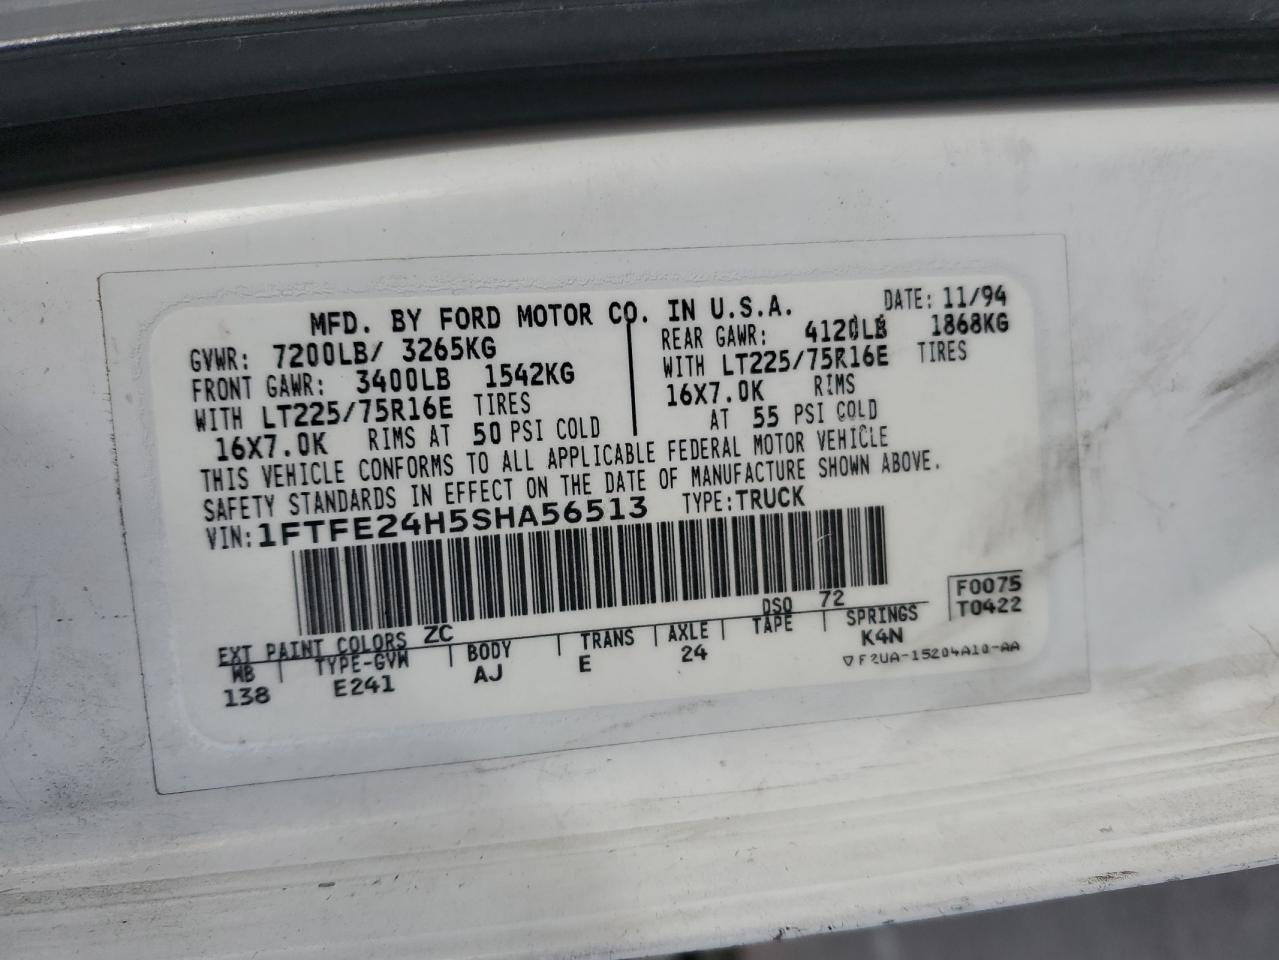 MFD. BY FORD MOTOR CO. IN U.S.A.
DATE: 11/94
GVWR: 7200LB/ 3265KG
FRONT GAWR: 3400LB 1542KG
WITH LT225/75R16E TIRES
16X7.0K RIMS AT 50 PSI COLD
REAR GAWR: 4120LB 1868KG
WITH LT225/75R16E TIRES
16X7.0K RIMS
AT 55 PSI COLD
THIS VEHICLE CONFORMS TO ALL APPLICABLE FEDERAL MOTOR VEHICLE
SAFETY STANDARDS IN EFFECT ON THE DATE OF MANUFACTURE SHOWN ABOVE.
VIN: 1FTFE24H5SHA56513 TYPE: TRUCK
F0075
T0422
EXT PAINT COLORS ZC DSO 72
WB TYPE-GVW BODY TRANS AXLE TAPE SPRINGS
138 E241 AJ E 24 K4N
▽F2UA-15204A10-AA